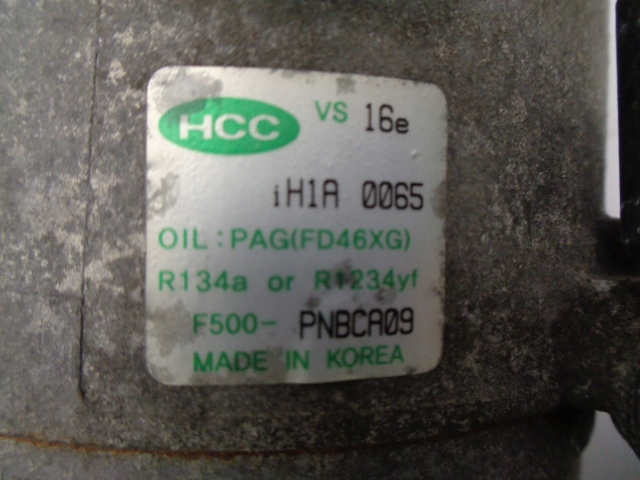 HCC VS 16e
iH1A 0065
OIL : PAG(FD46XG)
R134a or R1234yf
F500- PNBCA09
MADE IN KOREA